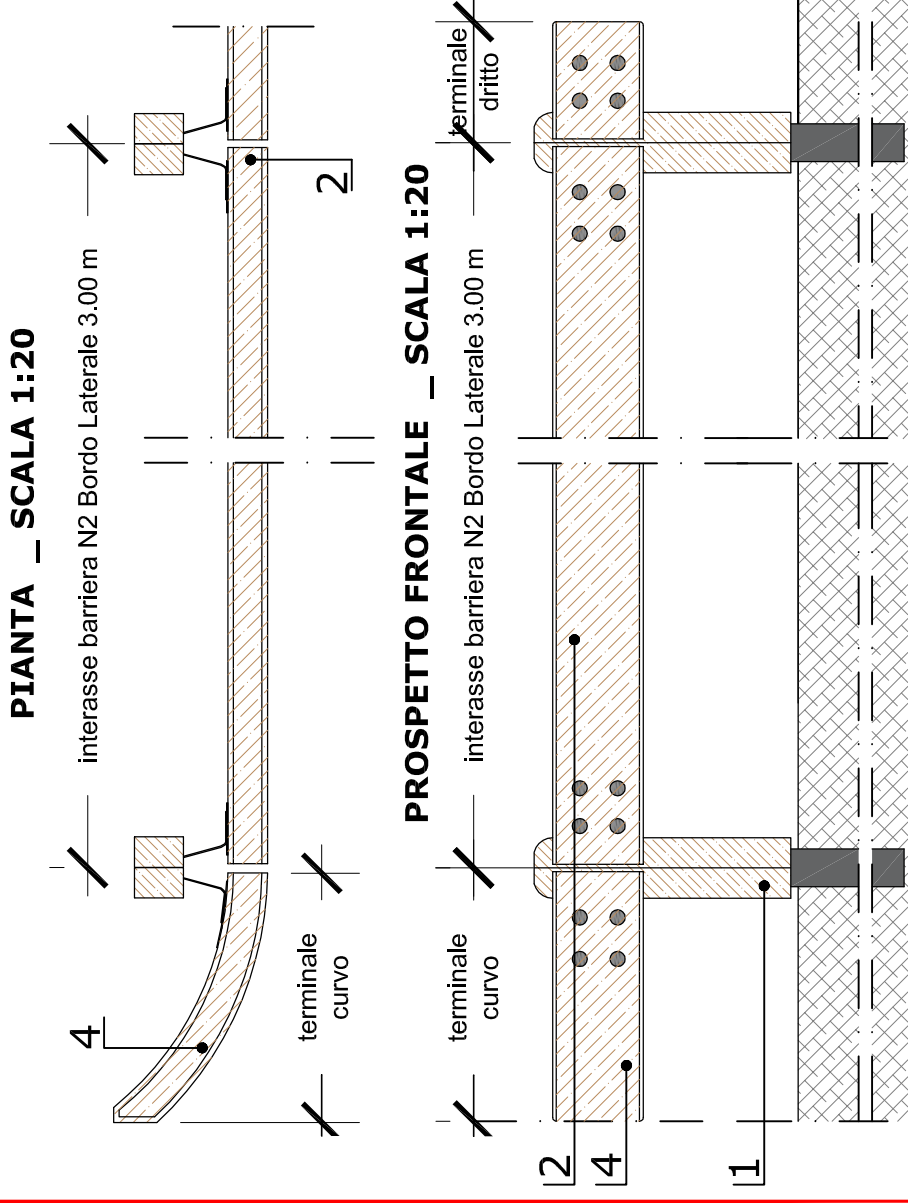 PIANTA _ SCALA 1:20
interasse barriera N2 Bordo Laterale 3.00 m
4
2
terminale
curvo
PROSPETTO FRONTALE _ SCALA 1:20
terminale
curvo
interasse barriera N2 Bordo Laterale 3.00 m
terminale
dritto
2
4
1